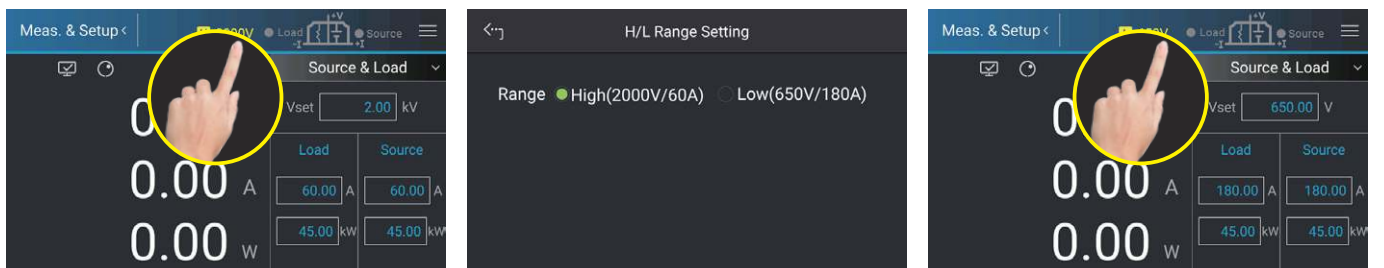 Meas. & Setup<
Load
-I
+V
+I
Source
Source & Load
Vset 2.00 kV
0
Load Source
0.00 A
60.00 A 60.00 A
0.00 W
45.00 kW 45.00 kW
H/L Range Setting
Range High(2000V/60A) Low(650V/180A)
Meas. & Setup<
Load
-I
+V
+I
Source
Source & Load
Vset 650.00 V
0
Load Source
0.00 A
180.00 A 180.00 A
0.00 W
45.00 kW 45.00 kW